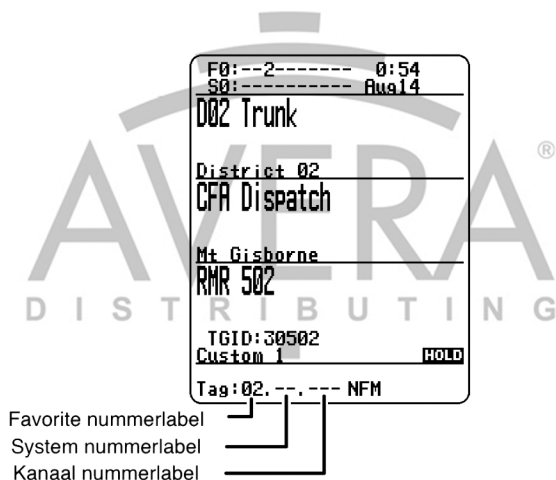 F0:--2------- 0:54
S0:---------- Aug14
D02 Trunk
District 02
CFA Dispatch
Mt Gisborne
RMR 502
TGID:30502
Custom 1 HOLD
Tag:02.--.--- NFM
Favorite nummerlabel
System nummerlabel
Kanaal nummerlabel
AVERA®
DISTRIBUTING